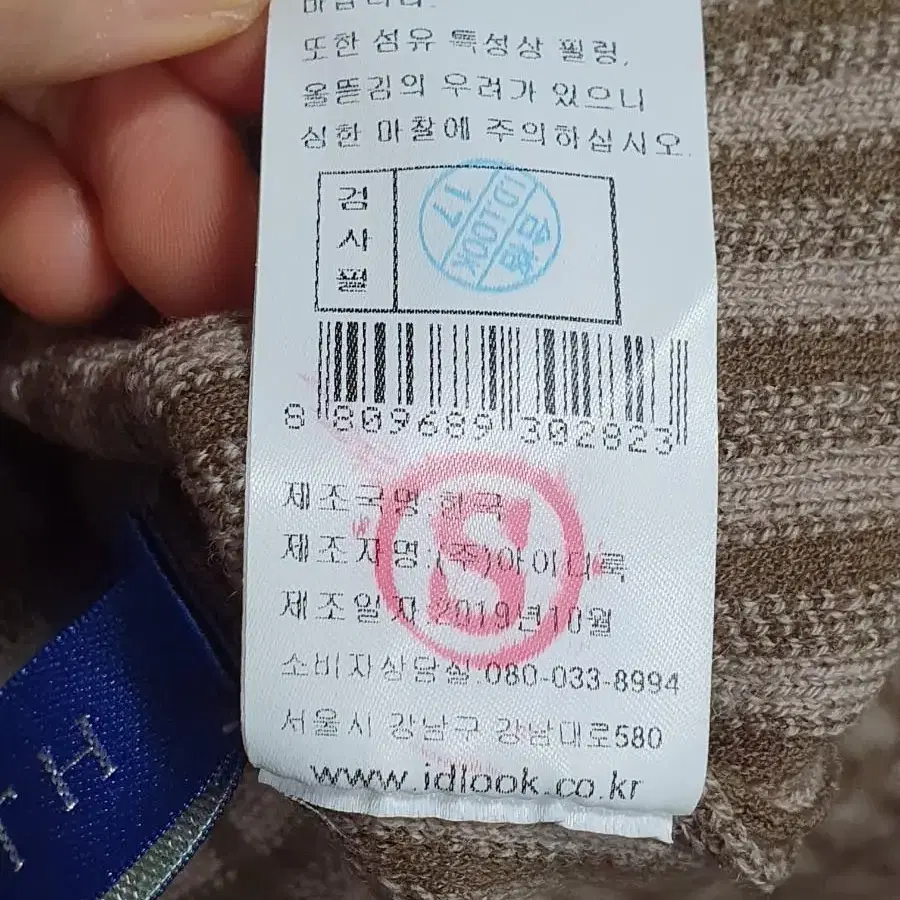 또한 섬유 특성상 필링,
올뜯김의 우려가 있으니
심한 마찰에 주의하십시오.
검사필
I.D.LOOK
17
8 809689 302823
S
제조국명 한국
제조자명:(주)아이디룩
제조일자 2019년10월
소비자상담실:080-033-8994
서울시 강남구 강남대로580
www.idlook.co.kr
TH